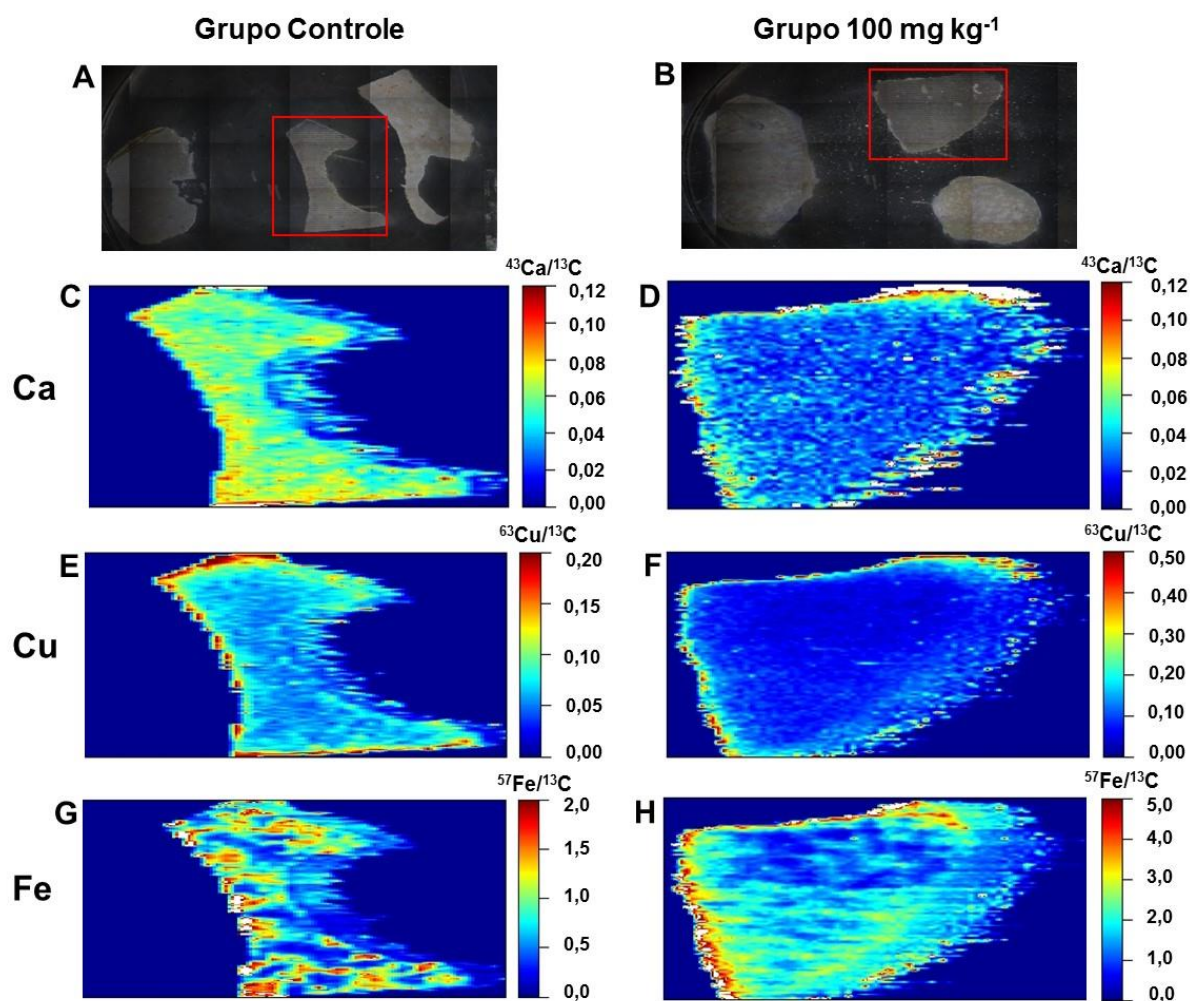 Grupo Controle
Grupo 100 mg kg⁻¹
A
B
⁴³Ca/¹³C
⁴³Ca/¹³C
C
0,12
0,10
0,08
0,06
0,04
0,02
0,00
D
0,12
0,10
0,08
0,06
0,04
0,02
0,00
Ca
⁶³Cu/¹³C
⁶³Cu/¹³C
E
0,20
0,15
0,10
0,05
0,00
F
0,50
0,40
0,30
0,20
0,10
0,00
Cu
⁵⁷Fe/¹³C
⁵⁷Fe/¹³C
G
2,0
1,5
1,0
0,5
0,0
H
5,0
4,0
3,0
2,0
1,0
0,0
Fe